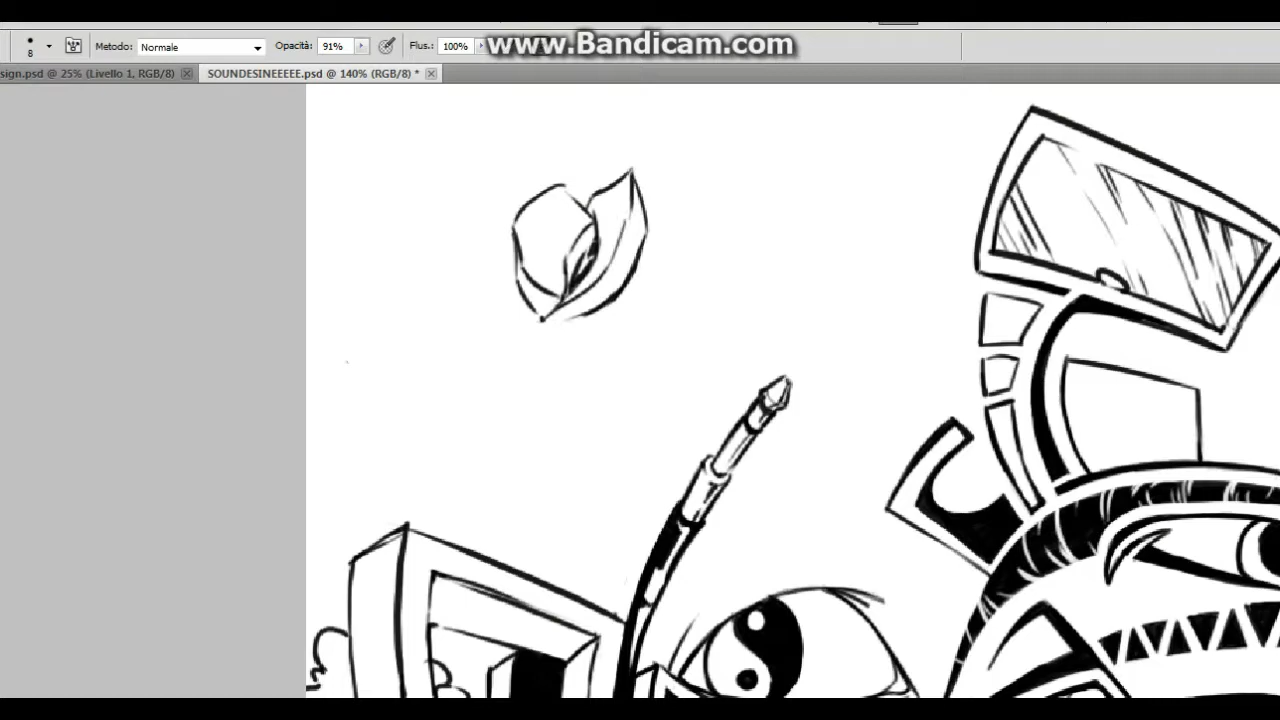 www.Bandicam.com
8 Metodo: Normale Opacità: 91% Flus.: 100%
sign.psd @ 25% (Livello 1, RGB/8) SOUNDESINEEEEE.psd @ 140% (RGB/8) *